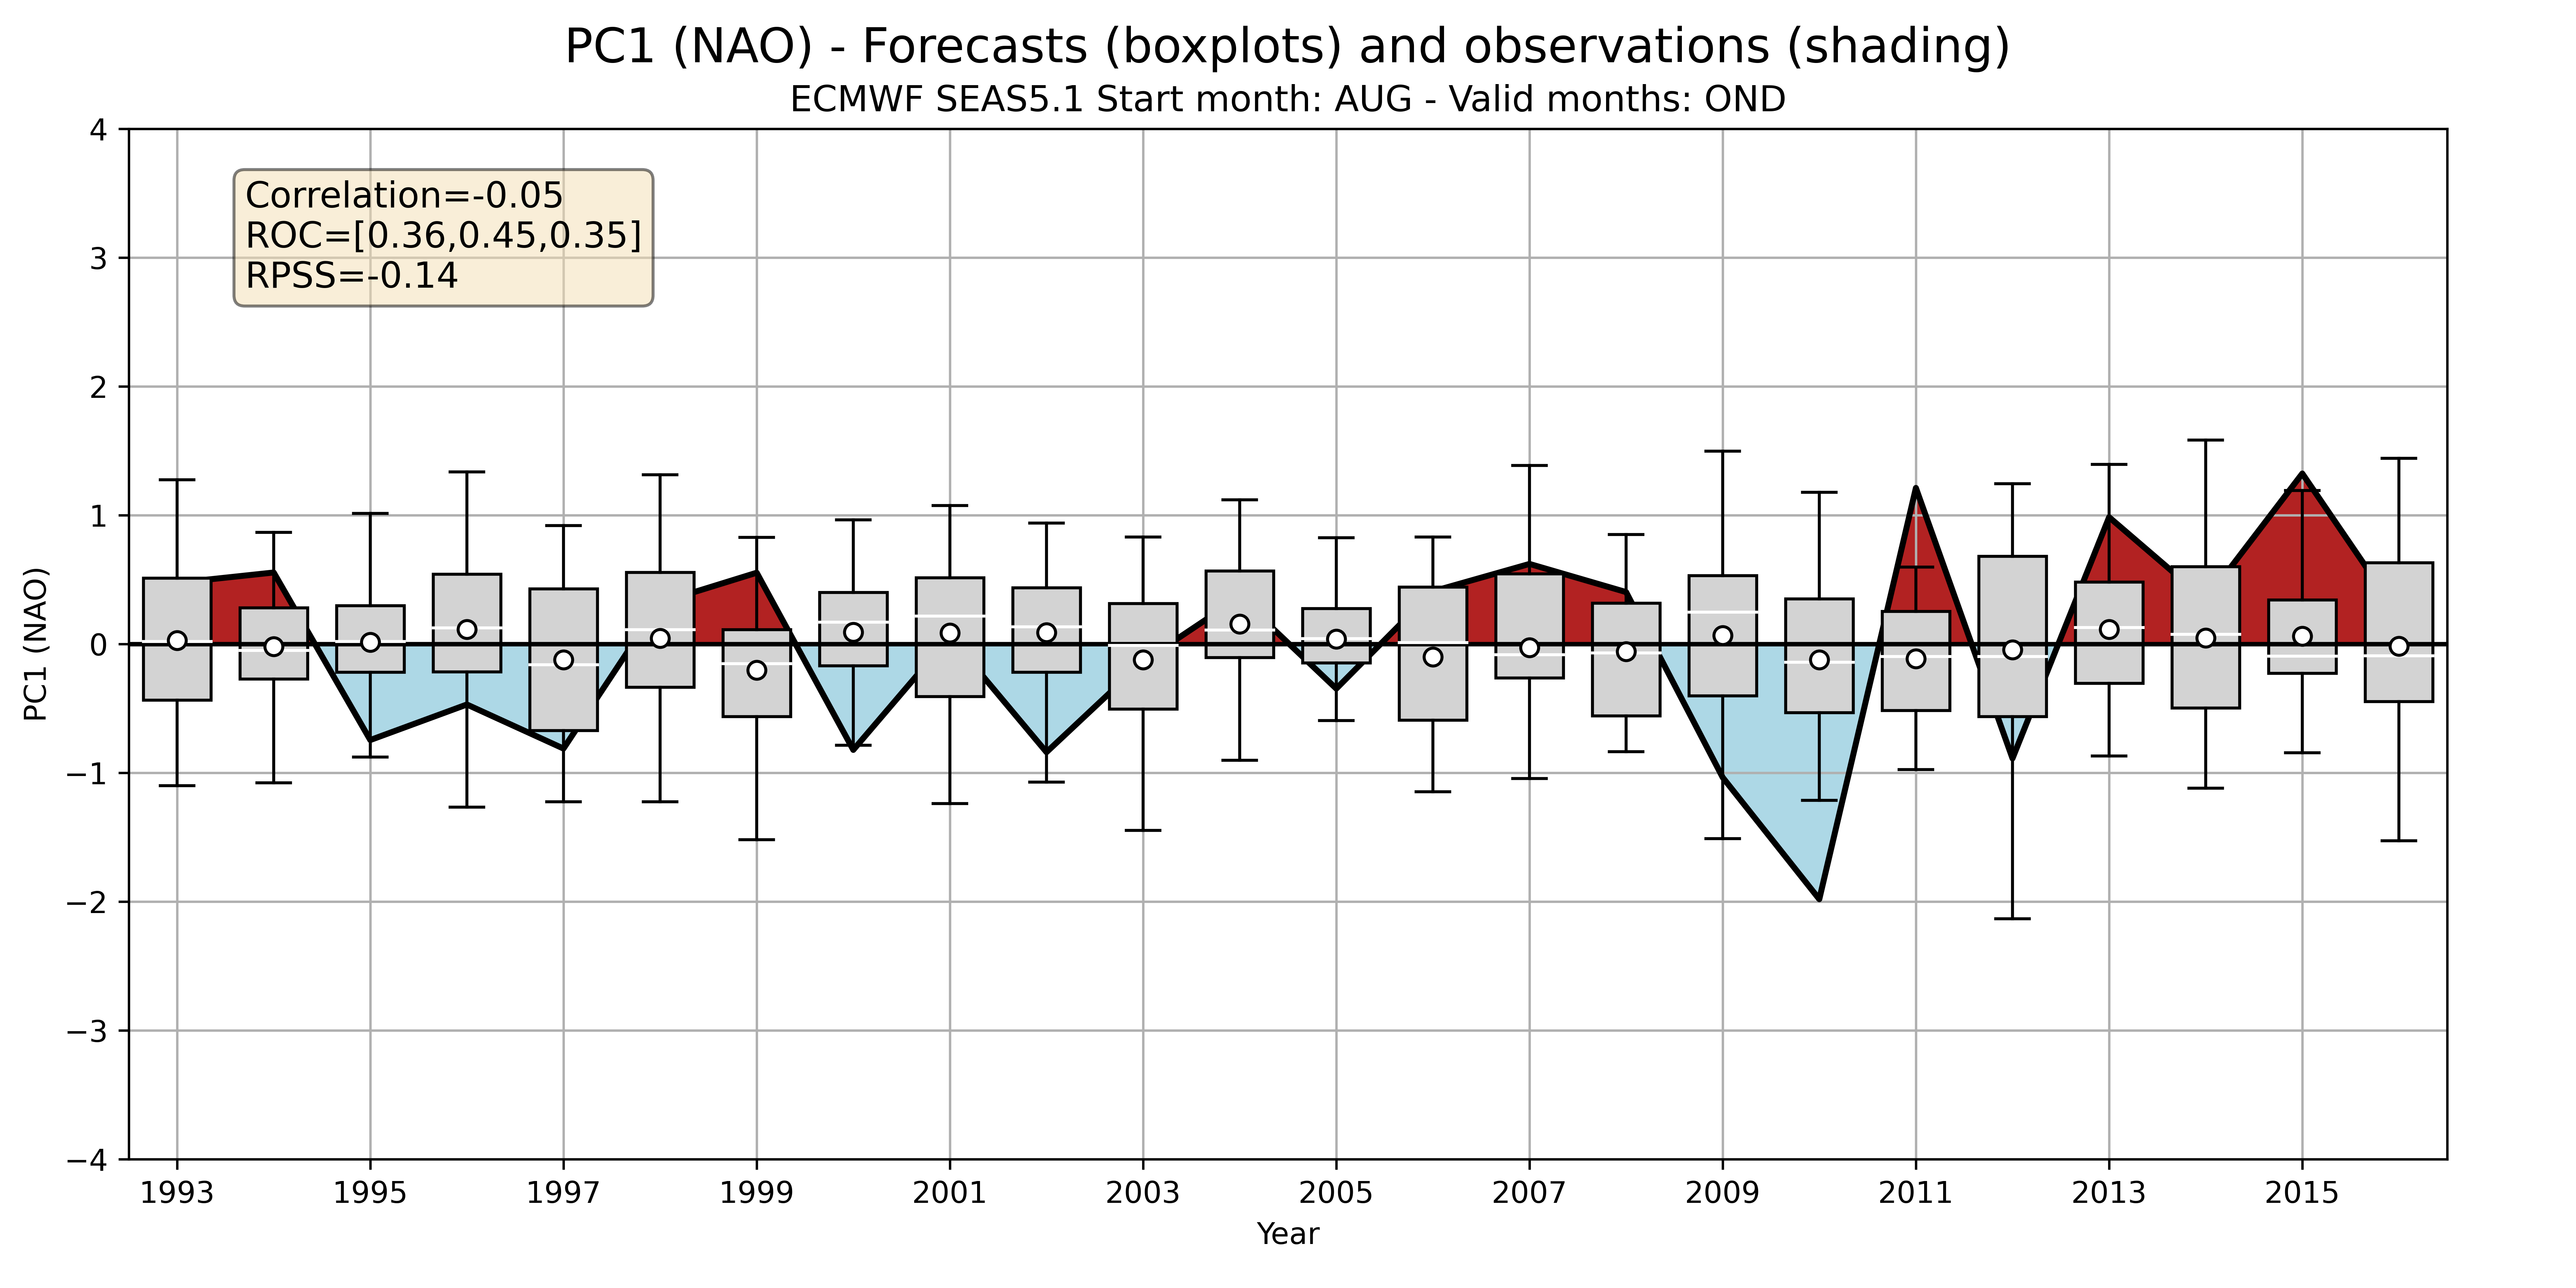 PC1 (NAO) - Forecasts (boxplots) and observations (shading)
ECMWF SEAS5.1 Start month: AUG - Valid months: OND
Correlation=-0.05
ROC=[0.36,0.45,0.35]
RPSS=-0.14
PC1 (NAO)
4
3
2
1
0
−1
−2
−3
−4
1993 1995 1997 1999 2001 2003 2005 2007 2009 2011 2013 2015
Year